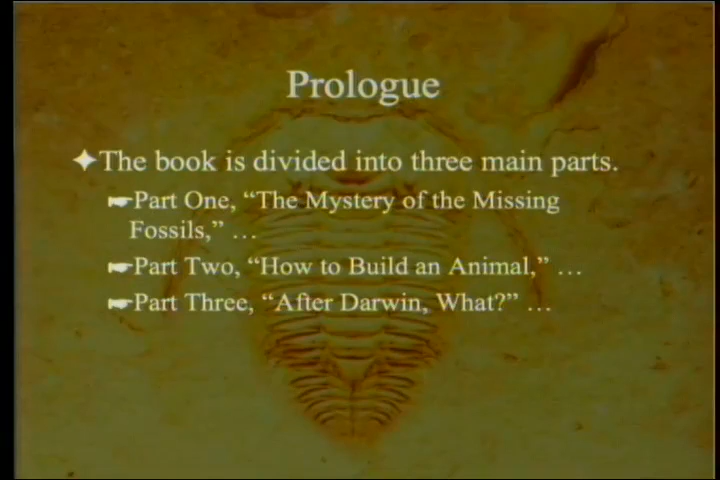 Prologue
The book is divided into three main parts.
Part One, “The Mystery of the Missing
Fossils,” …
Part Two, “How to Build an Animal,” …
Part Three, “After Darwin, What?” …